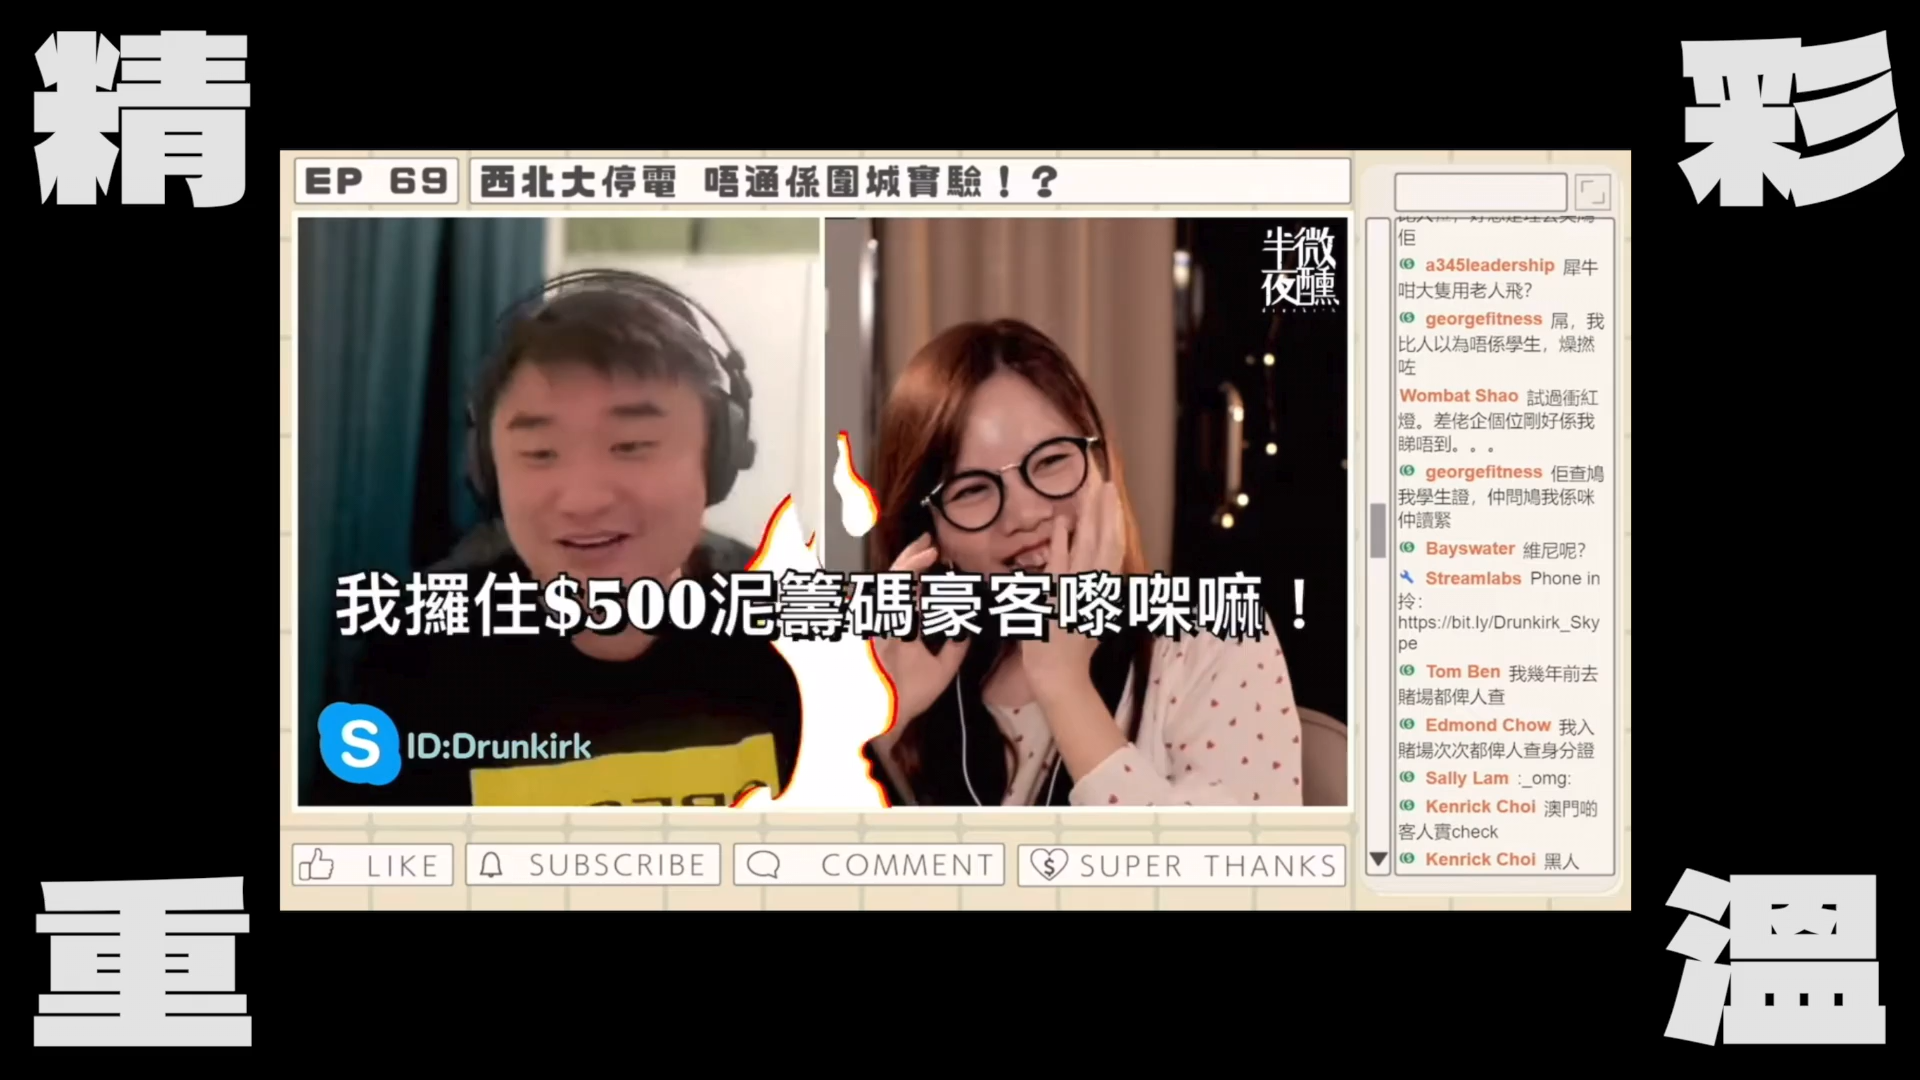 精彩
重溫
EP 69 西北大停電 唔通係圍城實驗！？
半微
夜醺
我攞住$500泥籌碼豪客嚟㗎嘛！
ID:Drunkirk
LIKE
SUBSCRIBE
COMMENT
SUPER THANKS
佢
a345leadership 犀牛
咁大隻用老人飛?
georgefitness 屌，我
比人以為唔係學生，燥撚
咗
Wombat Shao 試過衝紅
燈。差佬企個位剛好係我
睇唔到。。。
georgefitness 佢查鳩
我學生證，仲問鳩我係咪
仲讀緊
Bayswater 維尼呢?
Streamlabs Phone in
拎：
https://bit.ly/Drunkirk_Sky
pe
Tom Ben 我幾年前去
賭場都俾人查
Edmond Chow 我入
賭場次次都俾人查身分證
Sally Lam :_omg:
Kenrick Choi 澳門啲
客人實check
Kenrick Choi 黑人